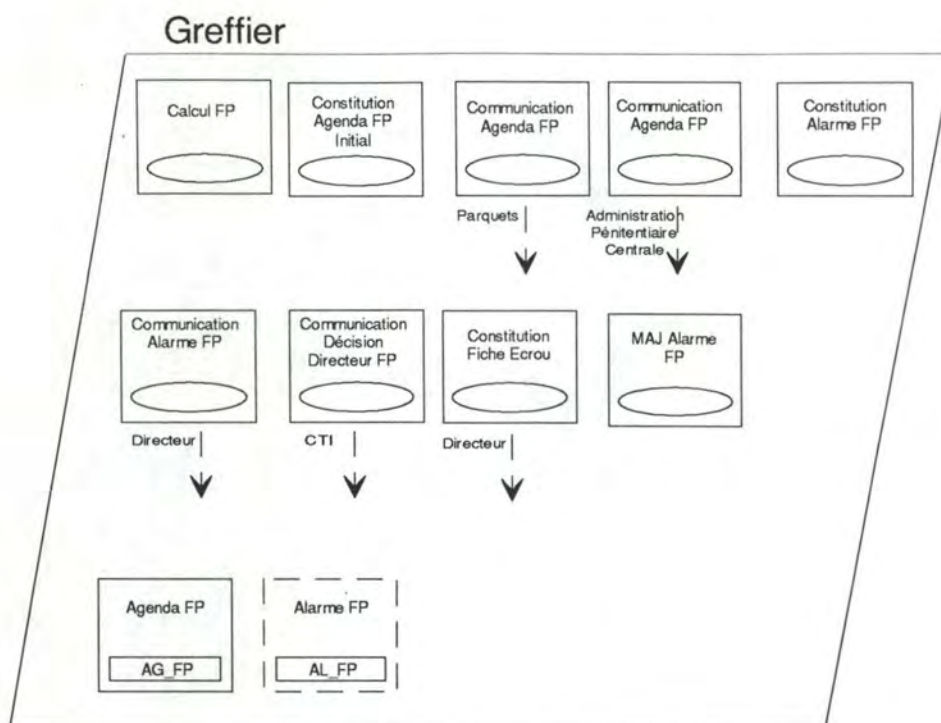 Greffier
Calcul FP
Constitution
Agenda FP
Initial
Communication
Agenda FP
Communication
Agenda FP
Constitution
Alarme FP
Parquets
Administration
Pénitentiaire
Centrale
Communication
Alarme FP
Communication
Décision
Directeur FP
Constitution
Fiche Ecrou
MAJ Alarme
FP
Directeur
CTI
Directeur
Agenda FP
AG_FP
Alarme FP
AL_FP